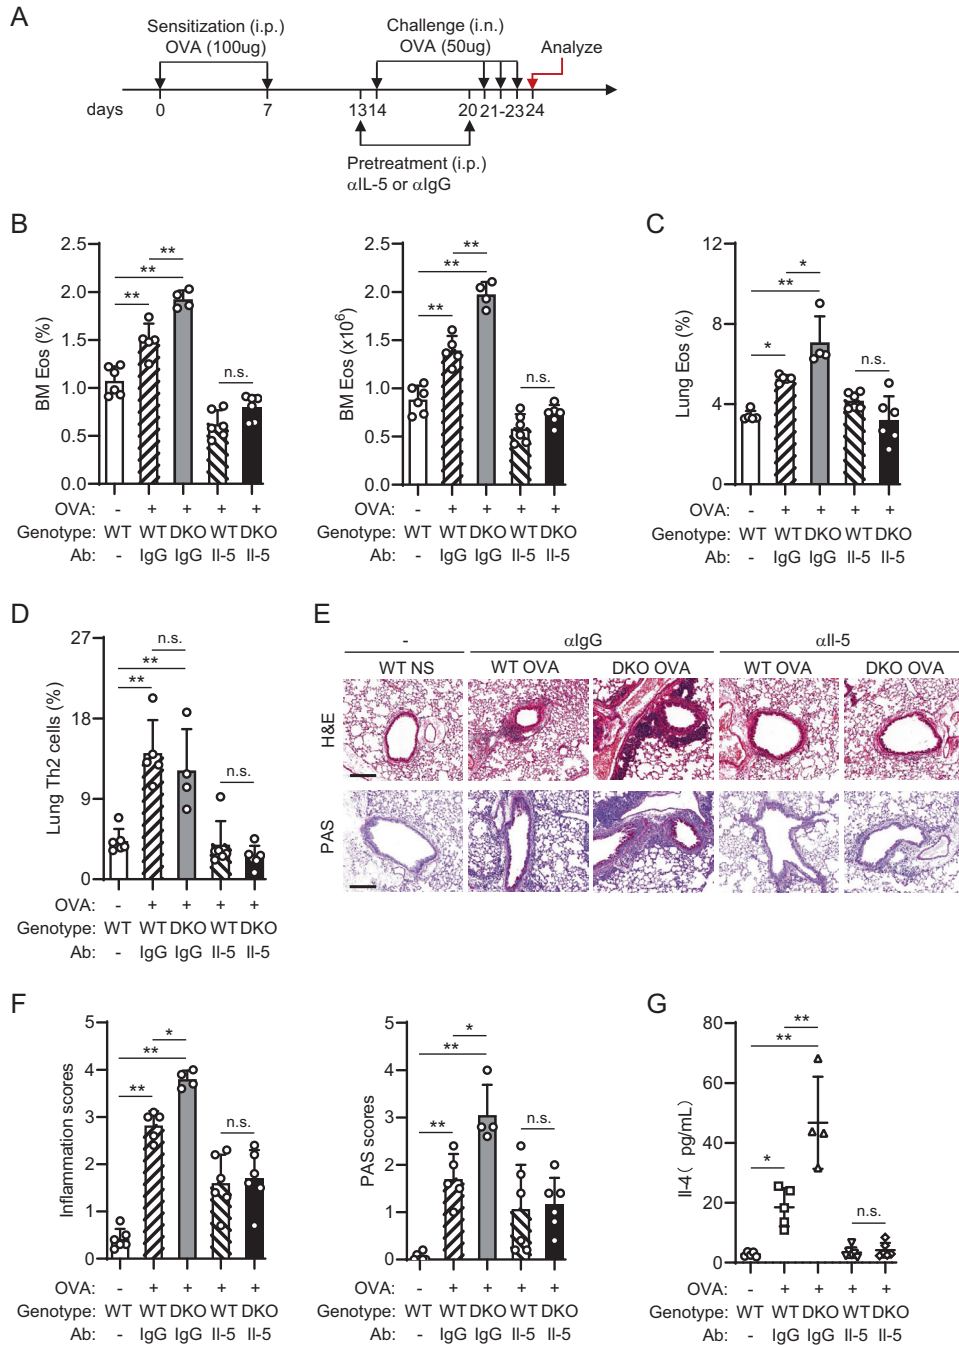 A
Sensitization (i.p.)
OVA (100ug)
Challenge (i.n.)
OVA (50ug)
Analyze
days 0 7 1314 20 21-23 24
Pretreatment (i.p.)
αIL-5 or αIgG
B
BM Eos (%)
2.5
2.0
1.5
1.0
0.5
0.0
** ** ** n.s.
OVA: - + + + +
Genotype: WT WT DKO WT DKO
Ab: - IgG IgG Il-5 Il-5
BM Eos (x10⁶)
2.5
2.0
1.5
1.0
0.5
0.0
** ** ** n.s.
- + + + +
WT WT DKO WT DKO
- IgG IgG Il-5 Il-5
C
Lung Eos (%)
12
8
4
0
* ** * n.s.
OVA: - + + + +
Genotype: WT WT DKO WT DKO
Ab: - IgG IgG Il-5 Il-5
D
Lung Th2 cells (%)
27
18
9
0
n.s. ** ** n.s.
OVA: - + + + +
Genotype: WT WT DKO WT DKO
Ab: - IgG IgG Il-5 Il-5
E
- αIgG αIl-5
WT NS WT OVA DKO OVA WT OVA DKO OVA
H&E
PAS
F
Inflammation scores
5
4
3
2
1
0
* ** ** n.s.
OVA: - + + + +
Genotype: WT WT DKO WT DKO
Ab: - IgG IgG Il-5 Il-5
PAS scores
5
4
3
2
1
0
* ** ** n.s.
- + + + +
WT WT DKO WT DKO
- IgG IgG Il-5 Il-5
G
Il-4( pg/mL)
80
60
40
20
0
** ** * n.s.
OVA: - + + + +
Genotype: WT WT DKO WT DKO
Ab: - IgG IgG Il-5 Il-5